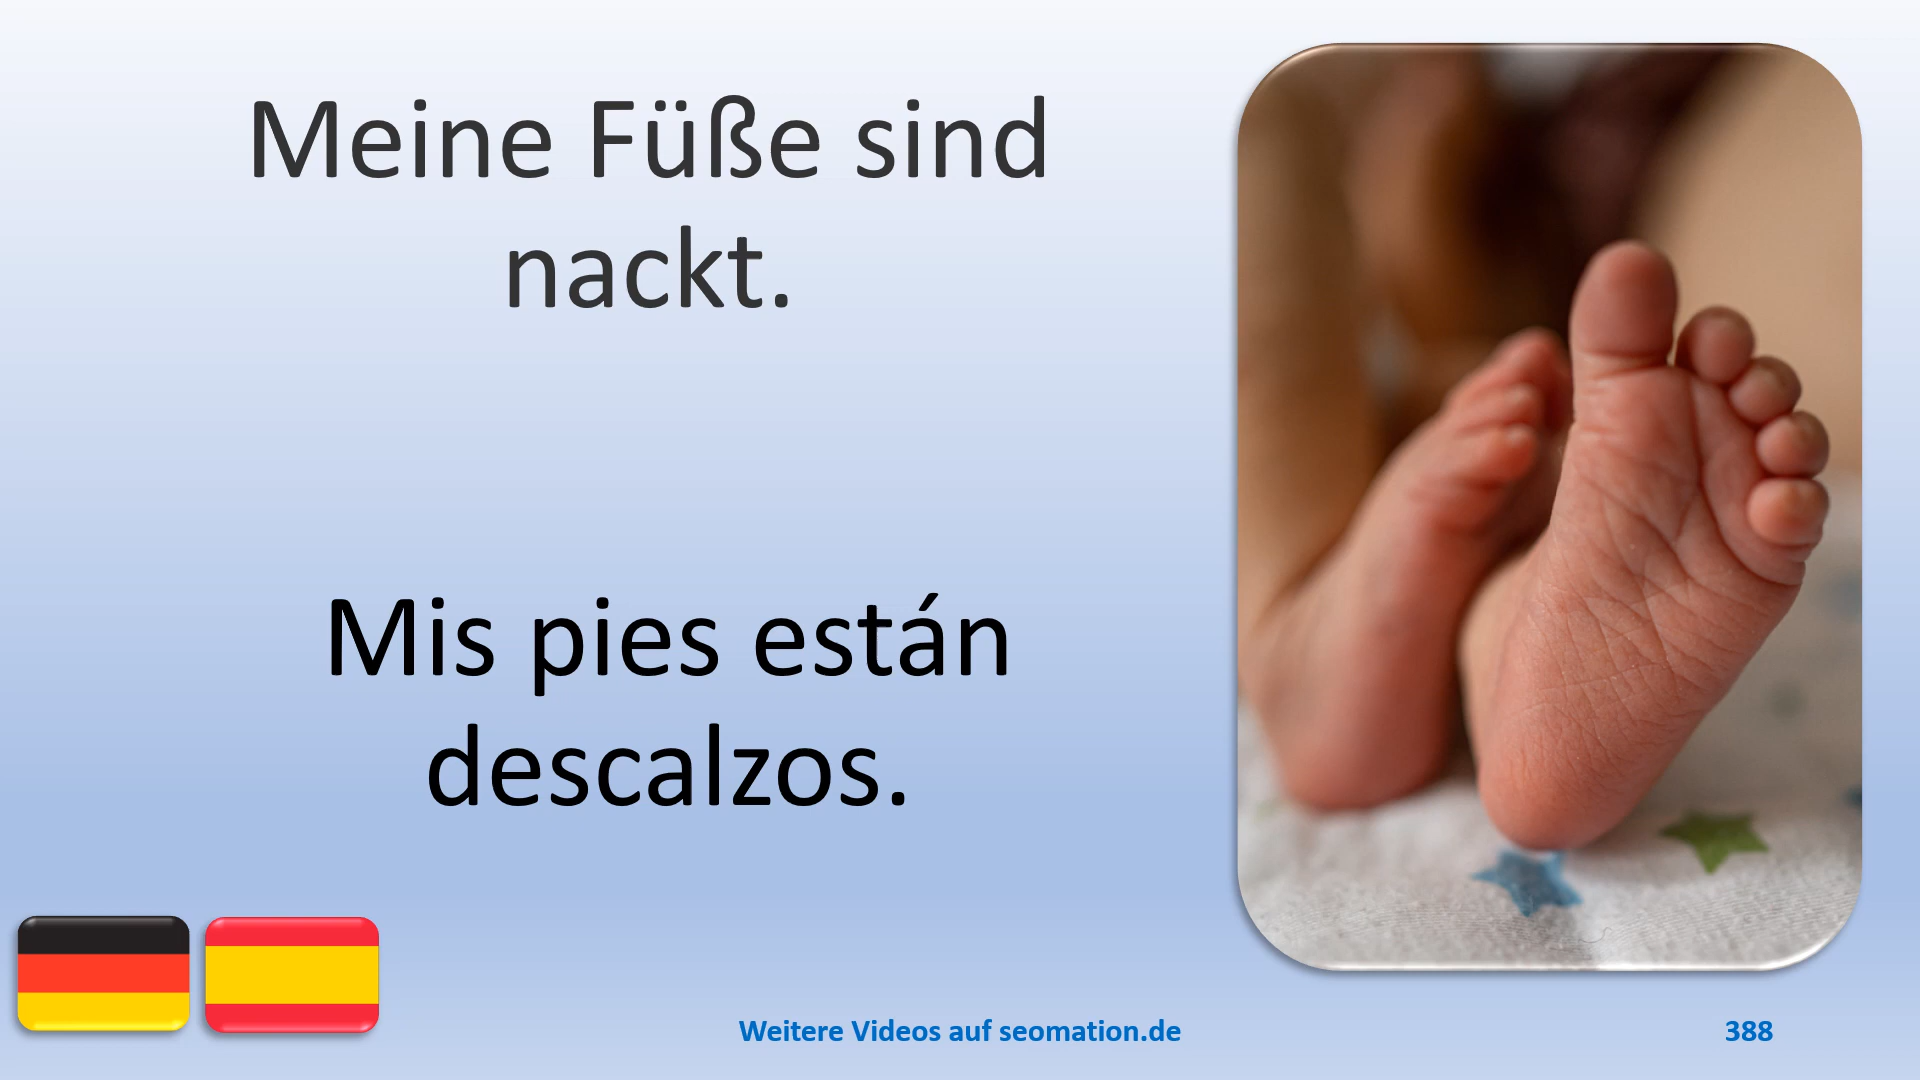 Meine Füße sind
nackt.
Mis pies están
descalzos.
Weitere Videos auf seomation.de
388